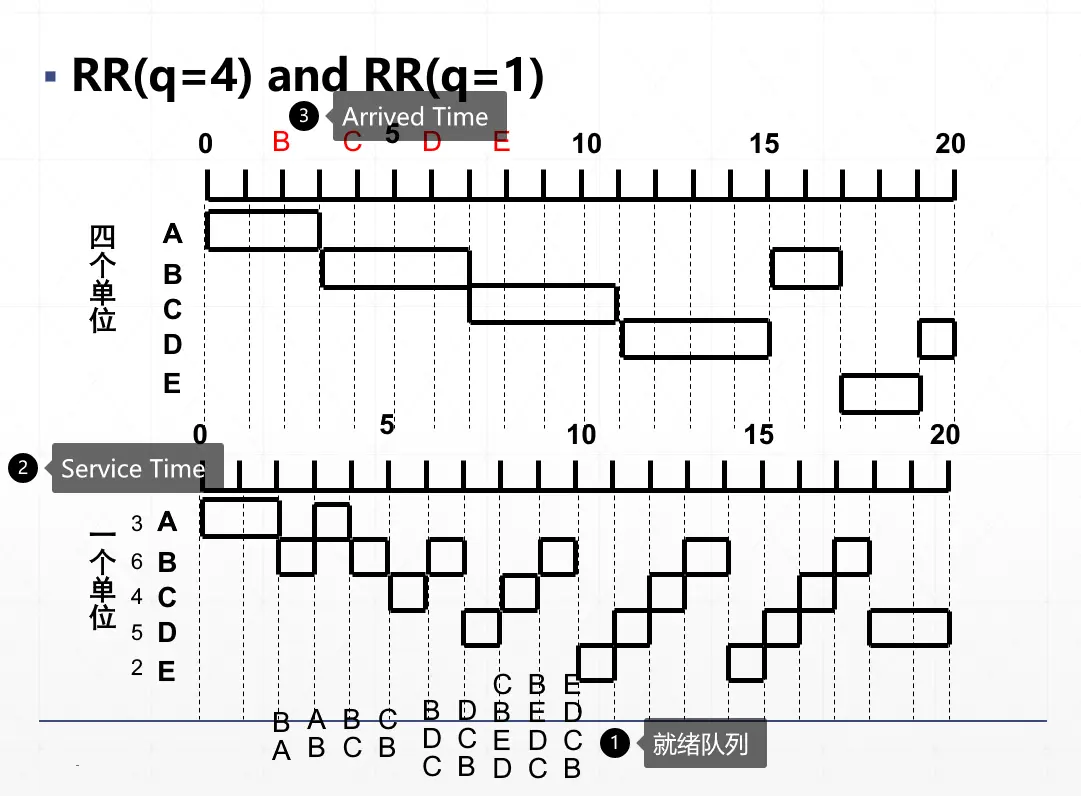 ▪ RR(q=4) and RR(q=1)
3 Arrived Time
0 B C 5 D E 10 15 20
四个单位
A
B
C
D
E
0 5 10 15 20
2 Service Time
一个单位
3 A
6 B
4 C
5 D
2 E
C B E
B A B C B D B E D
A B C B D C E D C
C B D C B
1 就绪队列